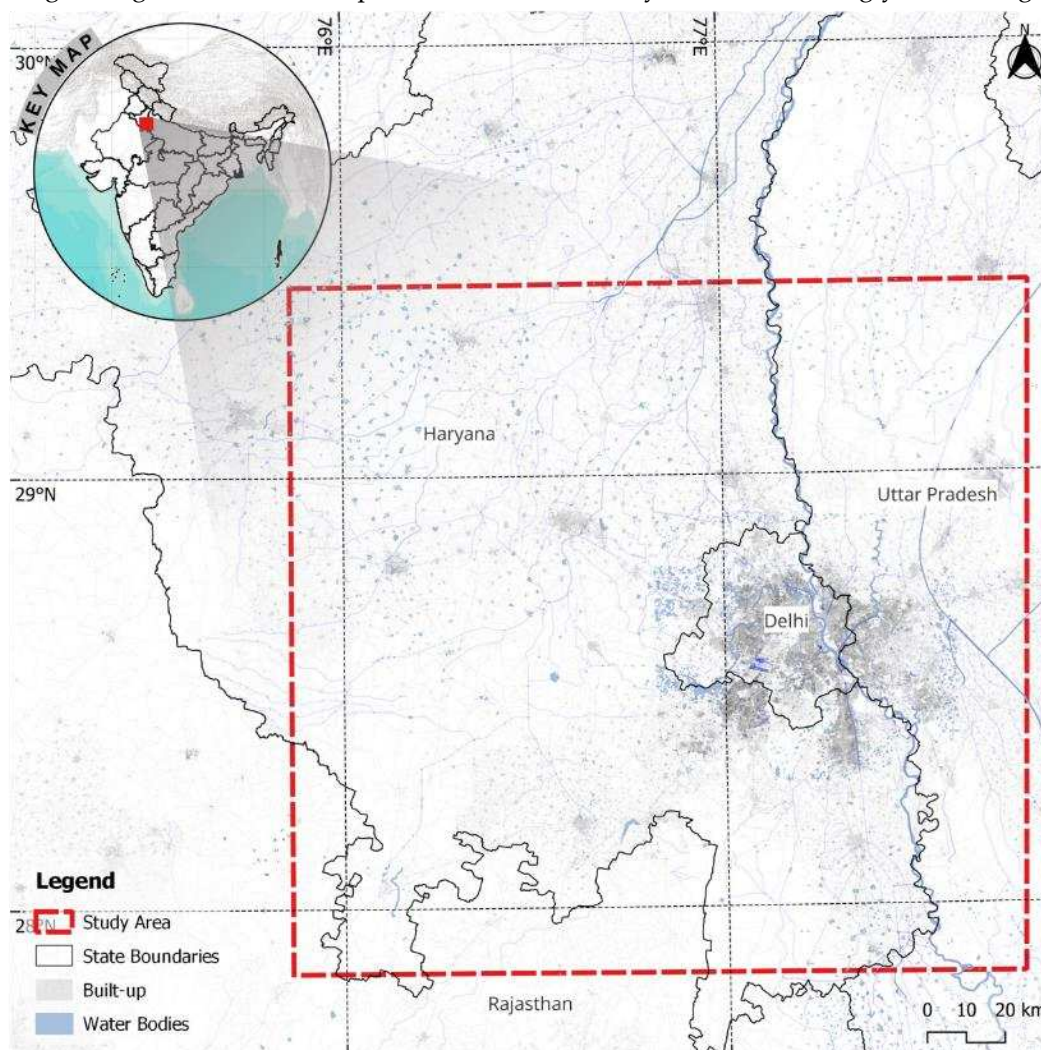 30°N
76°E
77°E
N
KEY MAP
Haryana
29°N
Uttar Pradesh
Delhi
Legend
28°N
Study Area
State Boundaries
Built-up
Water Bodies
Rajasthan
0 10 20 km